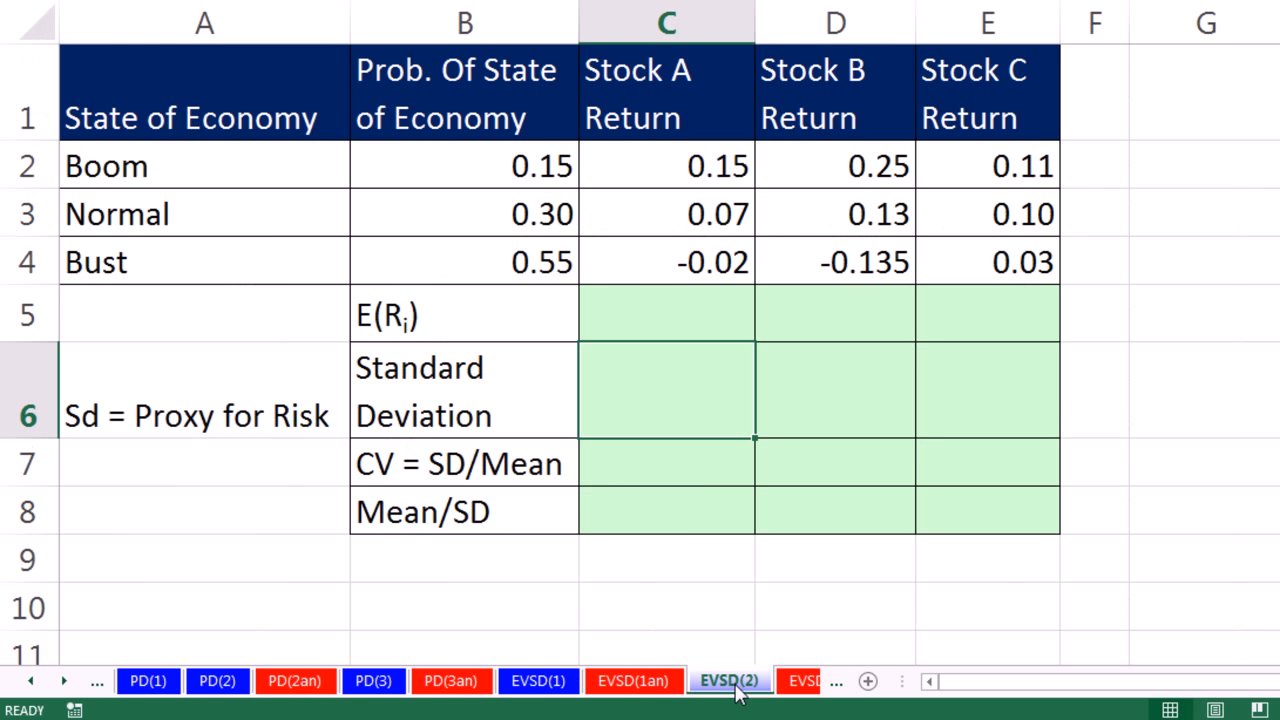 A B C D E F G
1 State of Economy Prob. Of State of Economy Stock A Return Stock B Return Stock C Return
2 Boom 0.15 0.15 0.25 0.11
3 Normal 0.30 0.07 0.13 0.10
4 Bust 0.55 -0.02 -0.135 0.03
5 E(Ri)
6 Sd = Proxy for Risk Standard Deviation
7 CV = SD/Mean
8 Mean/SD
9
10
11
... PD(1) PD(2) PD(2an) PD(3) PD(3an) EVSD(1) EVSD(1an) EVSD(2) EVSD ...
READY